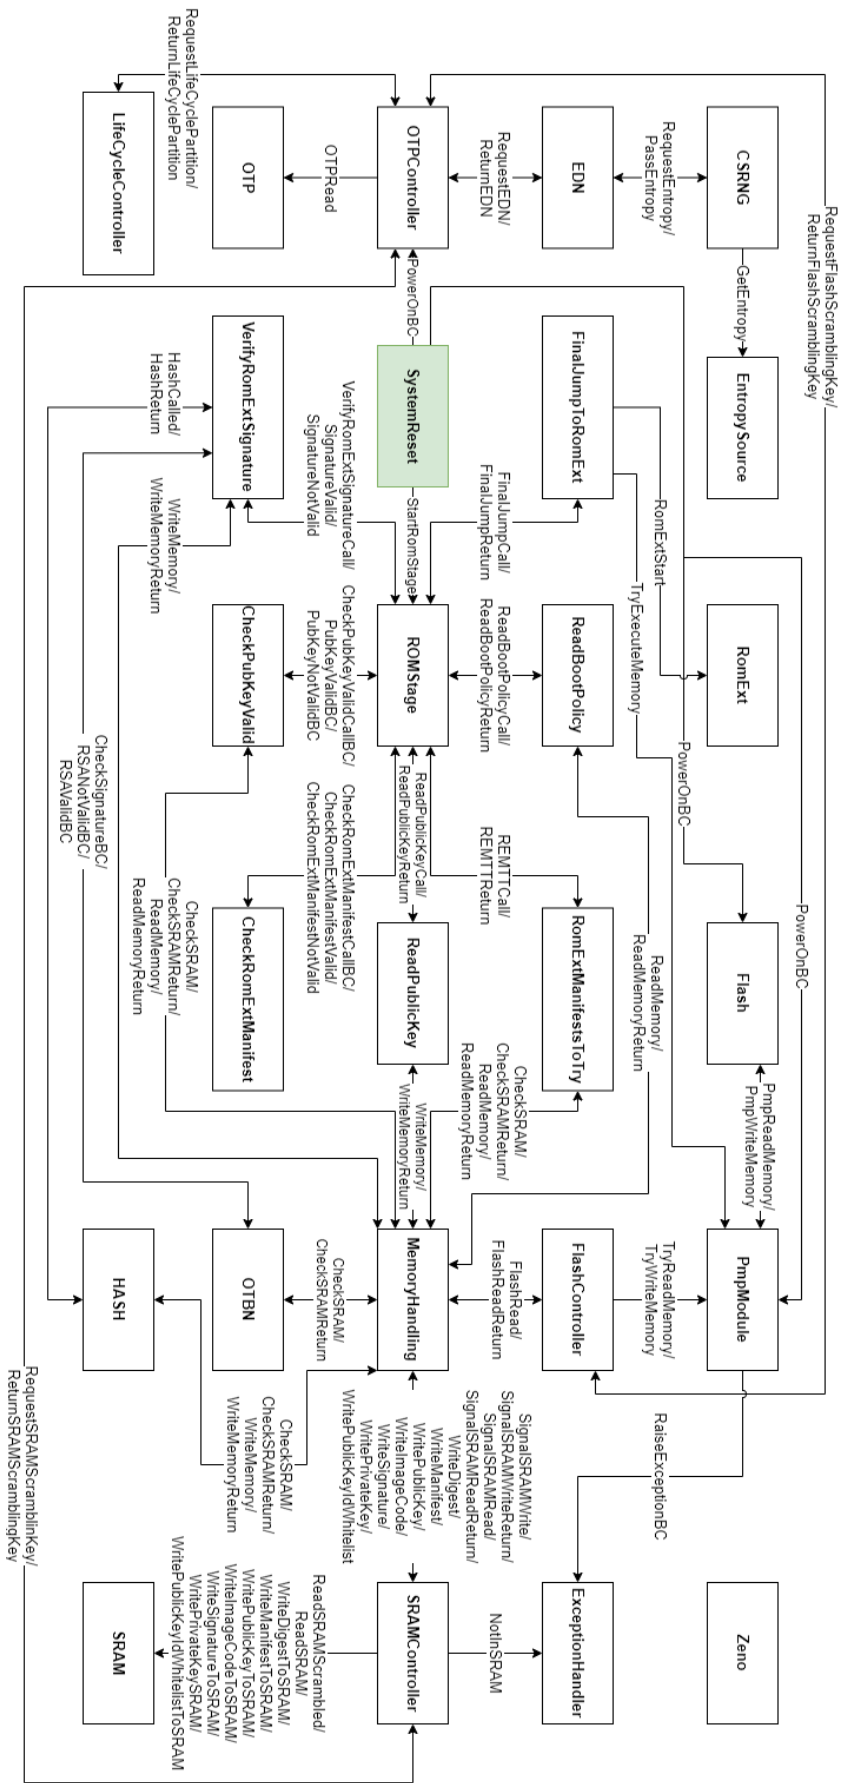 RequestLifeCyclePartition/
ReturnLifeCyclePartition
LifeCycleController
OTP
OTPRead
OTPController
RequestEDN/
ReturnEDN
EDN
RequestEntropy/
PassEntropy
CSRNG
GetEntropy
RequestFlashScramblingKey/
ReturnFlashScramblingKey
PowerOnBC
VerifyRomExtSignature
HashCalled/
HashReturn
WriteMemory/
WriteMemoryReturn
SystemReset
VerifyRomExtSignatureCall/
SignatureValid/
SignatureNotValid
StartRomStage
FinalJumpToRomExt
FinalJumpCall/
FinalJumpReturn
EntropySource
RomExtStart
TryExecuteMemory
CheckPubKeyValid
CheckPubKeyValidCallBC/
PubKeyValidBC/
PubKeyNotValidBC
ROMStage
ReadBootPolicyCall/
ReadBootPolicyReturn
ReadBootPolicy
RomExt
PowerOnBC
CheckSignatureBC/
RSANotValidBC/
RSAValidBC
CheckSRAM/
CheckSRAMReturn/
ReadMemory/
ReadMemoryReturn
CheckRomExtManifestCallBC/
CheckRomExtManifestValid/
CheckRomExtManifestNotValid
ReadPublicKeyCall/
ReadPublicKeyReturn
REMTTCall/
REMTTReturn
CheckRomExtManifest
ReadPublicKey
RomExtManifestsToTry
Flash
PowerOnBC
ReadMemory/
ReadMemoryReturn
CheckSRAM/
CheckSRAMReturn/
ReadMemory/
ReadMemoryReturn
WriteMemory/
WriteMemoryReturn
PmpReadMemory/
PmpWriteMemory
HASH
OTBN
CheckSRAM/
CheckSRAMReturn
MemoryHandling
FlashRead/
FlashReadReturn
FlashController
TryReadMemory/
TryWriteMemory
PmpModule
RequestSRAMScramblinKey/
ReturnSRAMScramblingKey
CheckSRAM/
CheckSRAMReturn/
WriteMemory/
WriteMemoryReturn
SignalSRAMWrite/
SignalSRAMWriteReturn/
SignalSRAMRead/
SignalSRAMReadReturn/
WriteDigest/
WriteManifest/
WritePublicKey/
WriteImageCode/
WriteSignature/
WritePrivateKey/
WritePublicKeyIdWhitelist
RaiseExceptionBC
SRAM
ReadSRAMScrambled/
ReadSRAM/
WriteDigestToSRAM/
WriteManifestToSRAM/
WritePublicKeyToSRAM/
WriteImageCodeToSRAM/
WriteSignatureToSRAM/
WritePrivateKeySRAM/
WritePublicKeyIdWhitelistToSRAM
SRAMController
NotInSRAM
ExceptionHandler
Zeno